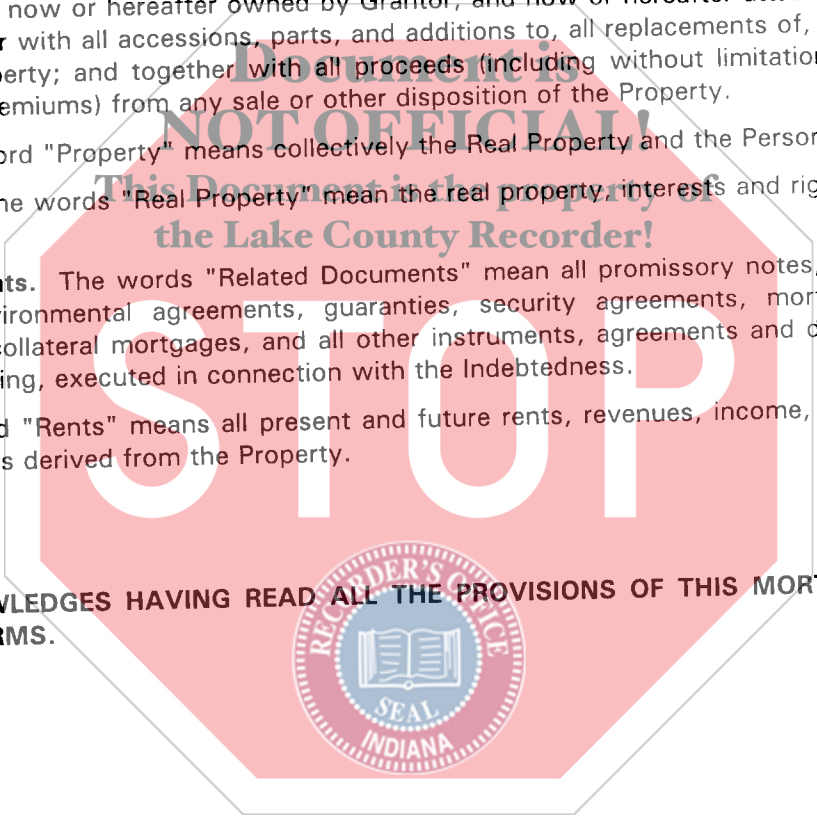 now or hereafter owned by Grantor, and now or hereafter
Document is
r with all accessions, parts, and additions to, all replacements of,
erty; and together with all proceeds (including without limitation
emiums) from any sale or other disposition of the Property.
NOT OFFICIAL!
ord "Property" means collectively the Real Property and the Person
This Document is the property of
he words "Real Property" mean the real property, interests and rig
the Lake County Recorder!
nts. The words "Related Documents" mean all promissory notes,
vironmental agreements, guaranties, security agreements, mor
collateral mortgages, and all other instruments, agreements and d
ing, executed in connection with the Indebtedness.
STOP
d "Rents" means all present and future rents, revenues, income,
s derived from the Property.
RECORDER'S OFFICE
WLEDGES HAVING READ ALL THE PROVISIONS OF THIS MORT
RMS.
SEAL
INDIANA